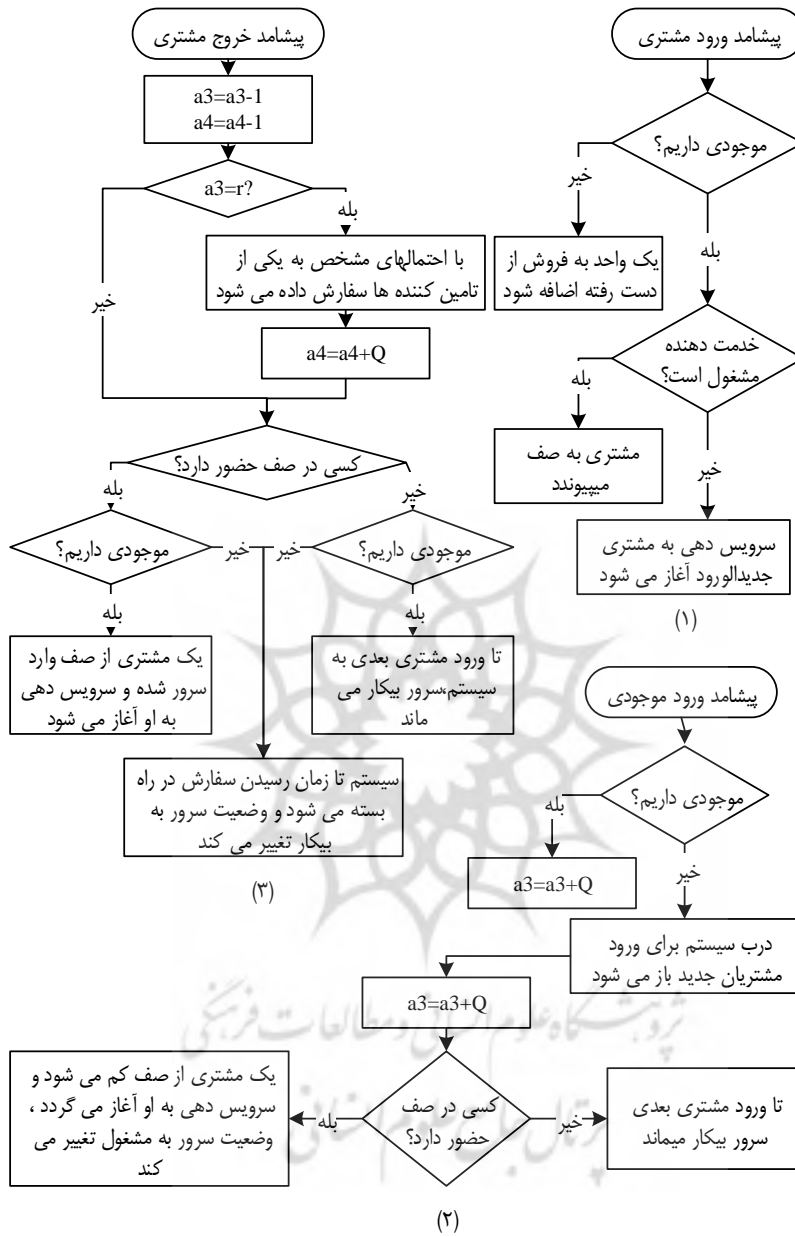 پیشامد ورود مشتری
موجودی داریم؟
خیر
بله
یک واحد به فروش از
دست رفته اضافه شود
خدمت دهنده
مشغول است؟
بله
خیر
مشتری به صف
میپیوندد
سرویس دهی به مشتری
جدیدالورود آغاز می شود
(۱)
پیشامد خروج مشتری
a3=a3-1
a4=a4-1
a3=r?
بله
خیر
با احتمالهای مشخص به یکی از
تامین کننده ها سفارش داده می شود
a4=a4+Q
کسی در صف حضور دارد؟
بله
خیر
موجودی داریم؟
خیر
خیر
موجودی داریم؟
بله
بله
یک مشتری از صف وارد
سرور شده و سرویس دهی
به او آغاز می شود
تا ورود مشتری بعدی به
سیستم،سرور بیکار می
ماند
سیستم تا زمان رسیدن سفارش در راه
بسته می شود و وضعیت سرور به
بیکار تغییر می کند
(۳)
پیشامد ورود موجودی
موجودی داریم؟
بله
خیر
a3=a3+Q
درب سیستم برای ورود
مشتریان جدید باز می شود
a3=a3+Q
کسی در صف
حضور دارد؟
بله
خیر
یک مشتری از صف کم می شود و
سرویس دهی به او آغاز می گردد ،
وضعیت سرور به مشغول تغییر می
کند
تا ورود مشتری بعدی
سرور بیکار میماند
(۲)
پژوهشگاه علوم انسانی و مطالعات فرهنگی
پرتال جامع علوم انسانی